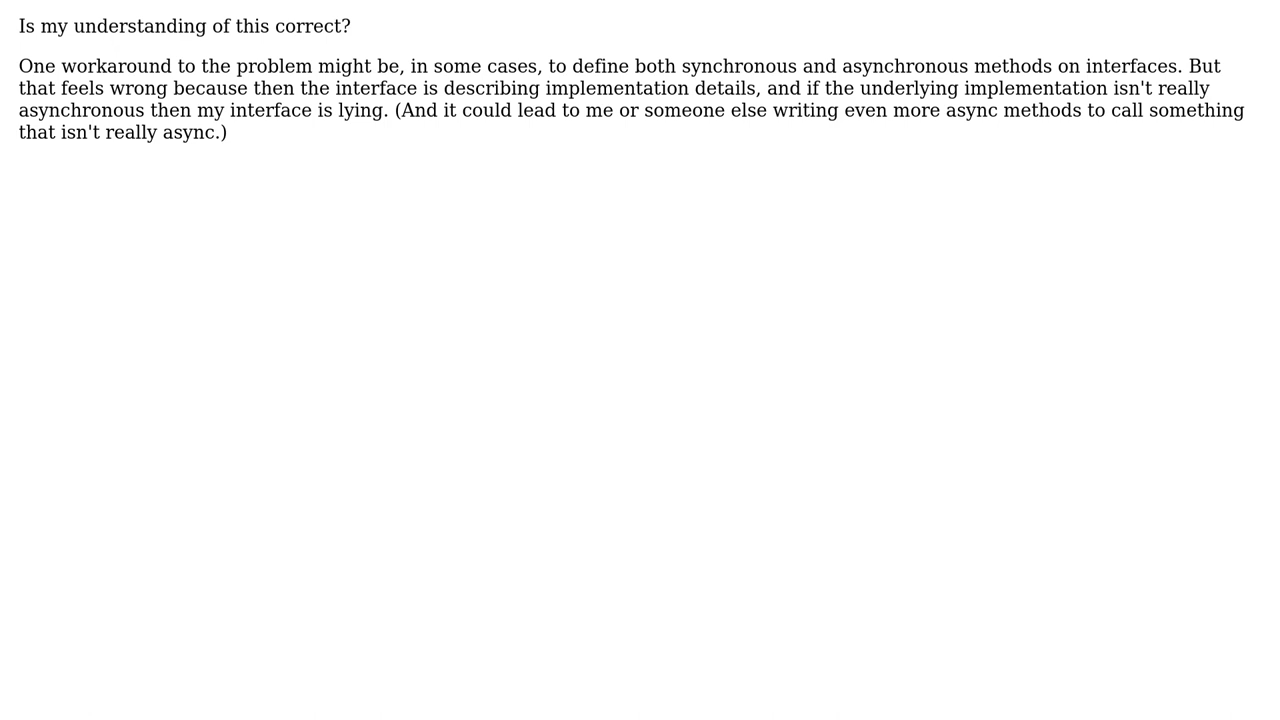 Is my understanding of this correct?
One workaround to the problem might be, in some cases, to define both synchronous and asynchronous methods on interfaces. But
that feels wrong because then the interface is describing implementation details, and if the underlying implementation isn't really
asynchronous then my interface is lying. (And it could lead to me or someone else writing even more async methods to call something
that isn't really async.)